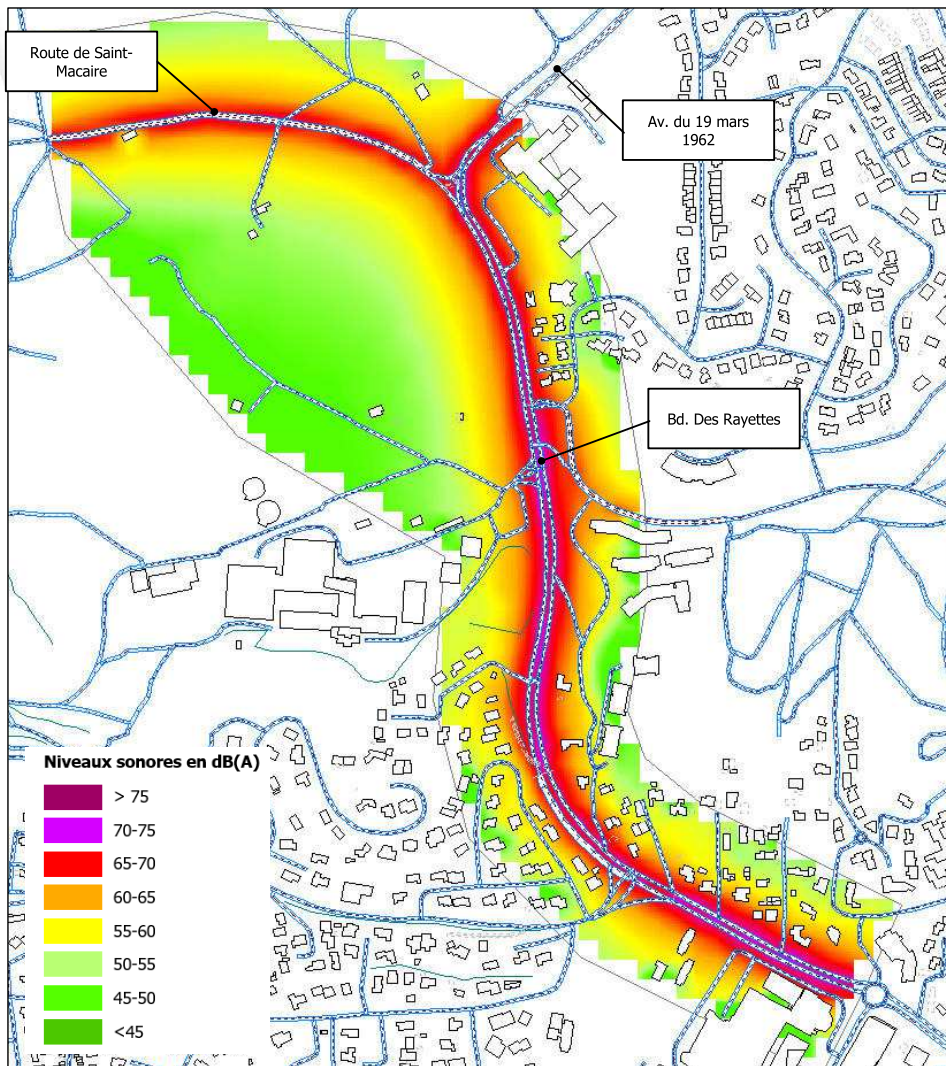 Route de Saint-
Macaire
Av. du 19 mars
1962
Bd. Des Rayettes
Niveaux sonores en dB(A)
> 75
70-75
65-70
60-65
55-60
50-55
45-50
<45